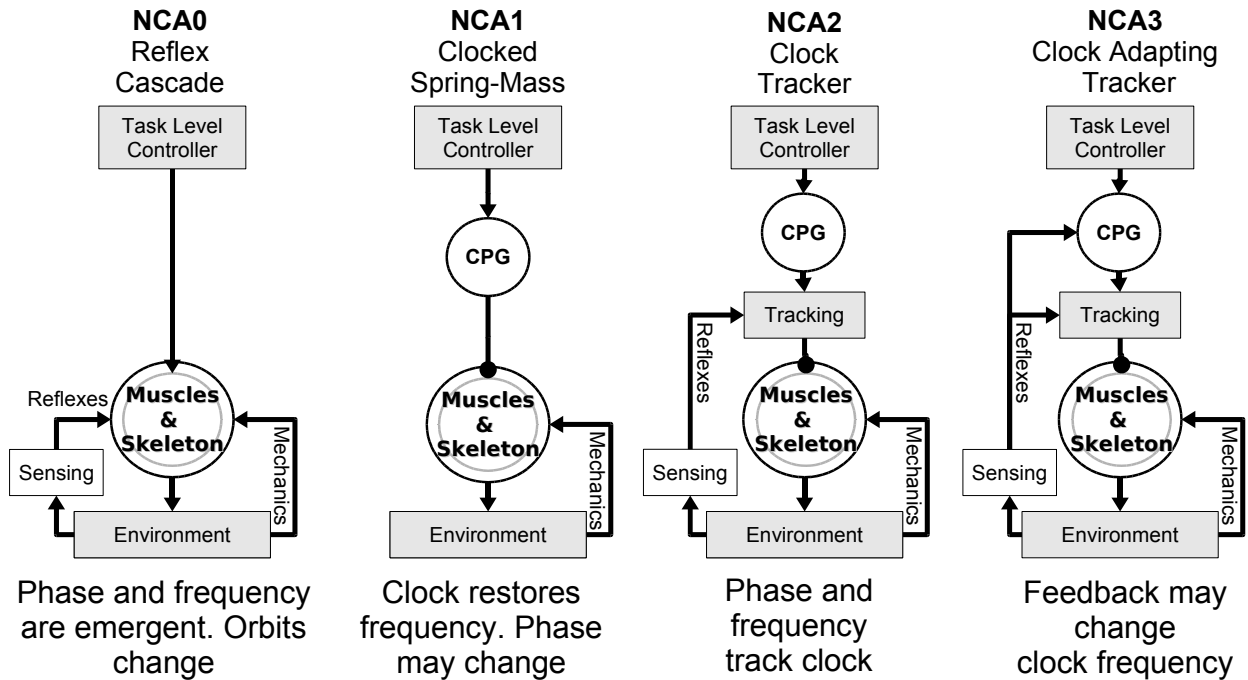 NCA0
Reflex
Cascade
Task Level
Controller
Reflexes
Muscles
&
Skeleton
Mechanics
Sensing
Environment
Phase and frequency
are emergent. Orbits
change
NCA1
Clocked
Spring-Mass
Task Level
Controller
CPG
Muscles
&
Skeleton
Mechanics
Environment
Clock restores
frequency. Phase
may change
NCA2
Clock
Tracker
Task Level
Controller
CPG
Tracking
Reflexes
Muscles
&
Skeleton
Mechanics
Sensing
Environment
Phase and
frequency
track clock
NCA3
Clock Adapting
Tracker
Task Level
Controller
CPG
Tracking
Reflexes
Muscles
&
Skeleton
Mechanics
Sensing
Environment
Feedback may
change
clock frequency